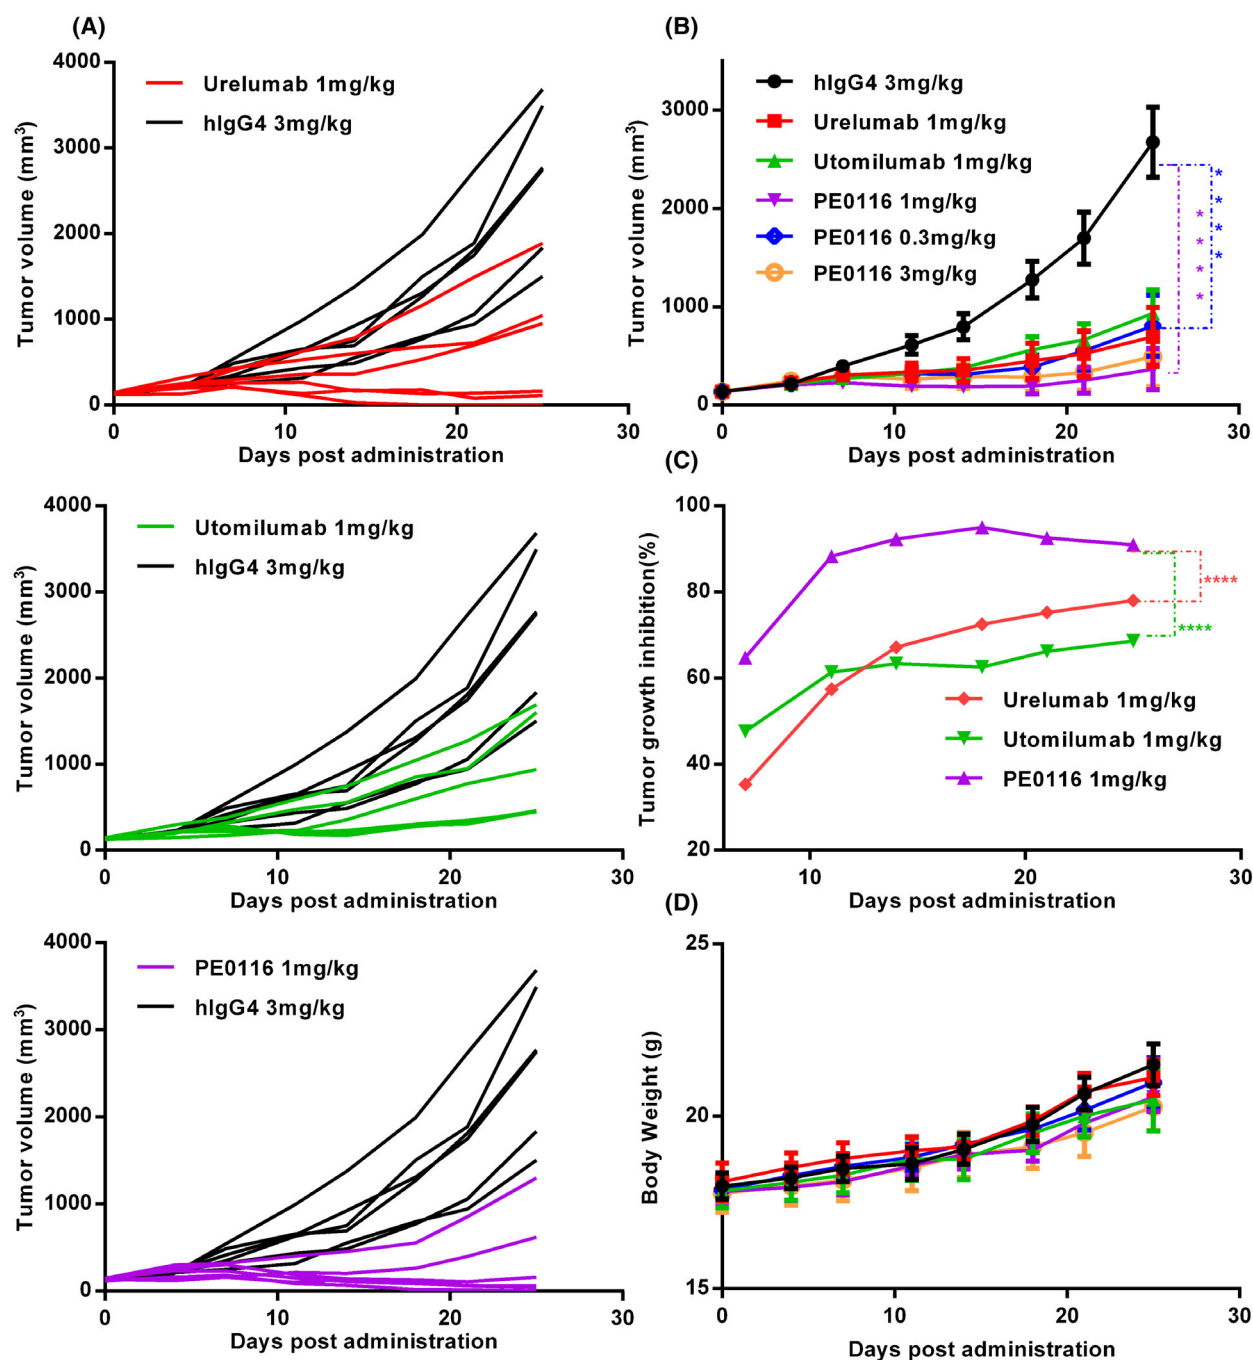 (A)
Tumor volume (mm³)
4000
3000
2000
1000
0
Urelumab 1mg/kg
hIgG4 3mg/kg
0 10 20 30
Days post administration
(B)
Tumor volume (mm³)
3000
2000
1000
0
hIgG4 3mg/kg
Urelumab 1mg/kg
Utomilumab 1mg/kg
PE0116 1mg/kg
PE0116 0.3mg/kg
PE0116 3mg/kg
* * * *
* * * *
0 10 20 30
Days post administration
Tumor volume (mm³)
4000
3000
2000
1000
0
Utomilumab 1mg/kg
hIgG4 3mg/kg
0 10 20 30
Days post administration
(C)
Tumor growth inhibition(%)
100
80
60
40
20
****
****
Urelumab 1mg/kg
Utomilumab 1mg/kg
PE0116 1mg/kg
10 20 30
Days post administration
Tumor volume (mm³)
4000
3000
2000
1000
0
PE0116 1mg/kg
hIgG4 3mg/kg
0 10 20 30
Days post administration
(D)
Body Weight (g)
25
20
15
0 10 20 30
Days post administration